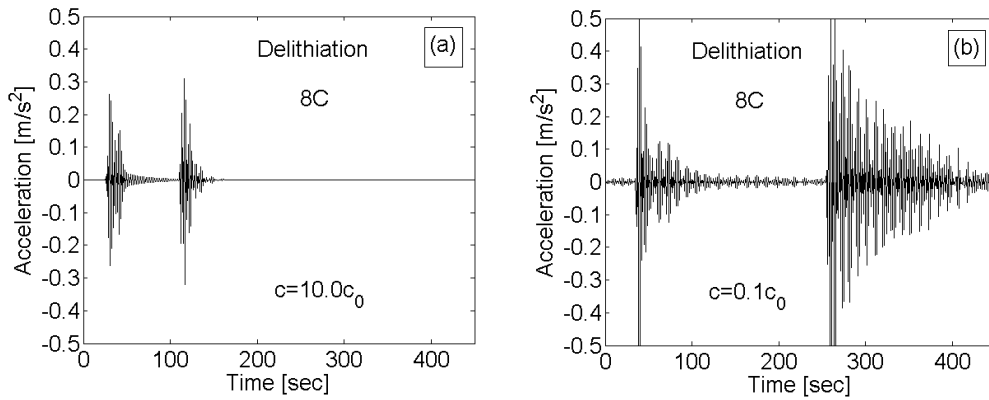 0.5
0.4
0.3
0.2
0.1
0
-0.1
-0.2
-0.3
-0.4
-0.5
Acceleration [m/s²]
Delithiation
(a)
8C
c=10.0c₀
0 100 200 300 400
Time [sec]
0.5
0.4
0.3
0.2
0.1
0
-0.1
-0.2
-0.3
-0.4
-0.5
Acceleration [m/s²]
Delithiation
(b)
8C
c=0.1c₀
0 100 200 300 400
Time [sec]